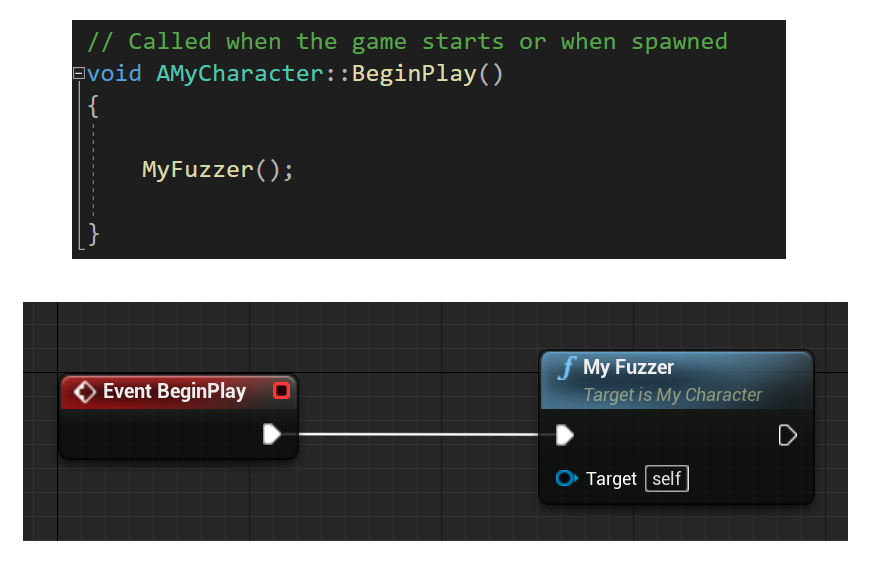 // Called when the game starts or when spawned
void AMyCharacter::BeginPlay()
{
MyFuzzer();
}
Event BeginPlay
f My Fuzzer
Target is My Character
Target self